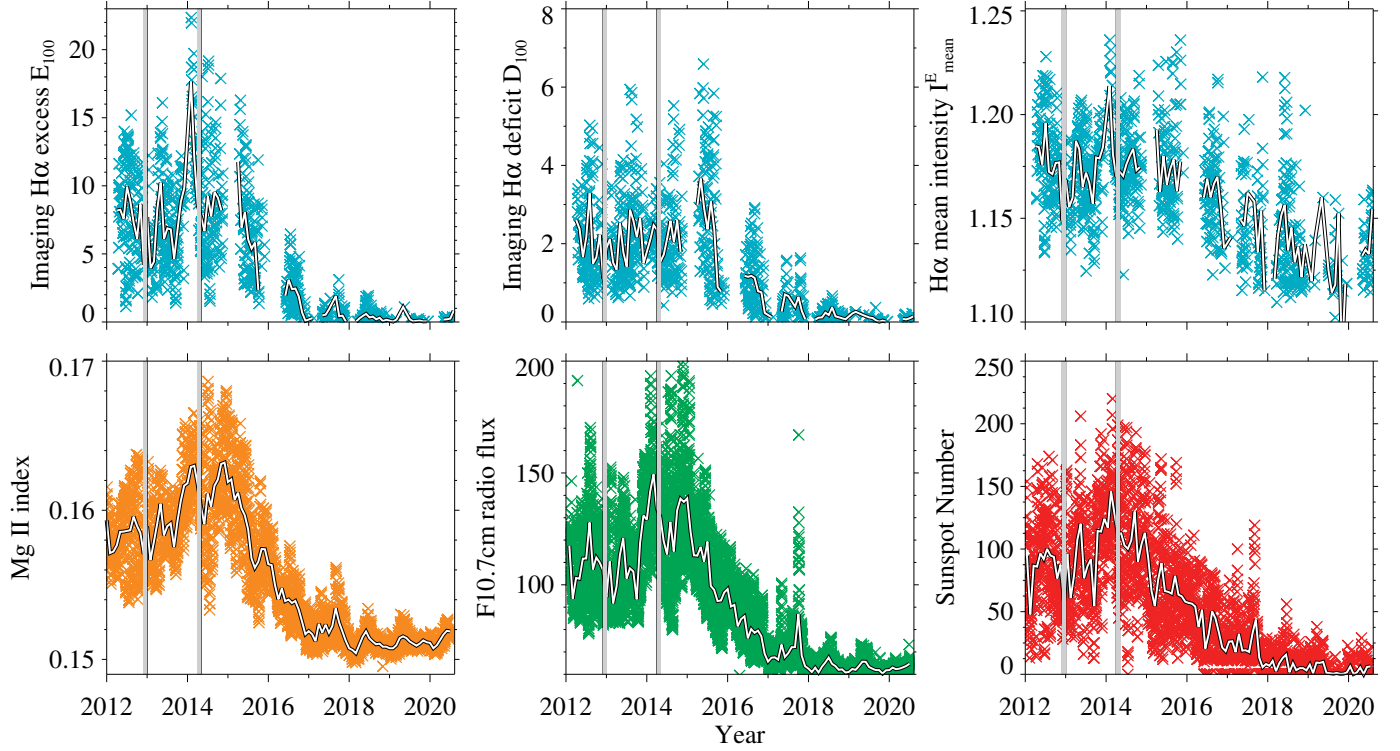 Imaging Hα excess E100
20
15
10
5
0
Imaging Hα deficit D100
8
6
4
2
0
Hα mean intensity I^E_mean
1.25
1.20
1.15
1.10
Mg II index
0.17
0.16
0.15
2012 2014 2016 2018 2020
F10.7cm radio flux
200
150
100
2012 2014 2016 2018 2020
Year
Sunspot Number
250
200
150
100
50
0
2012 2014 2016 2018 2020